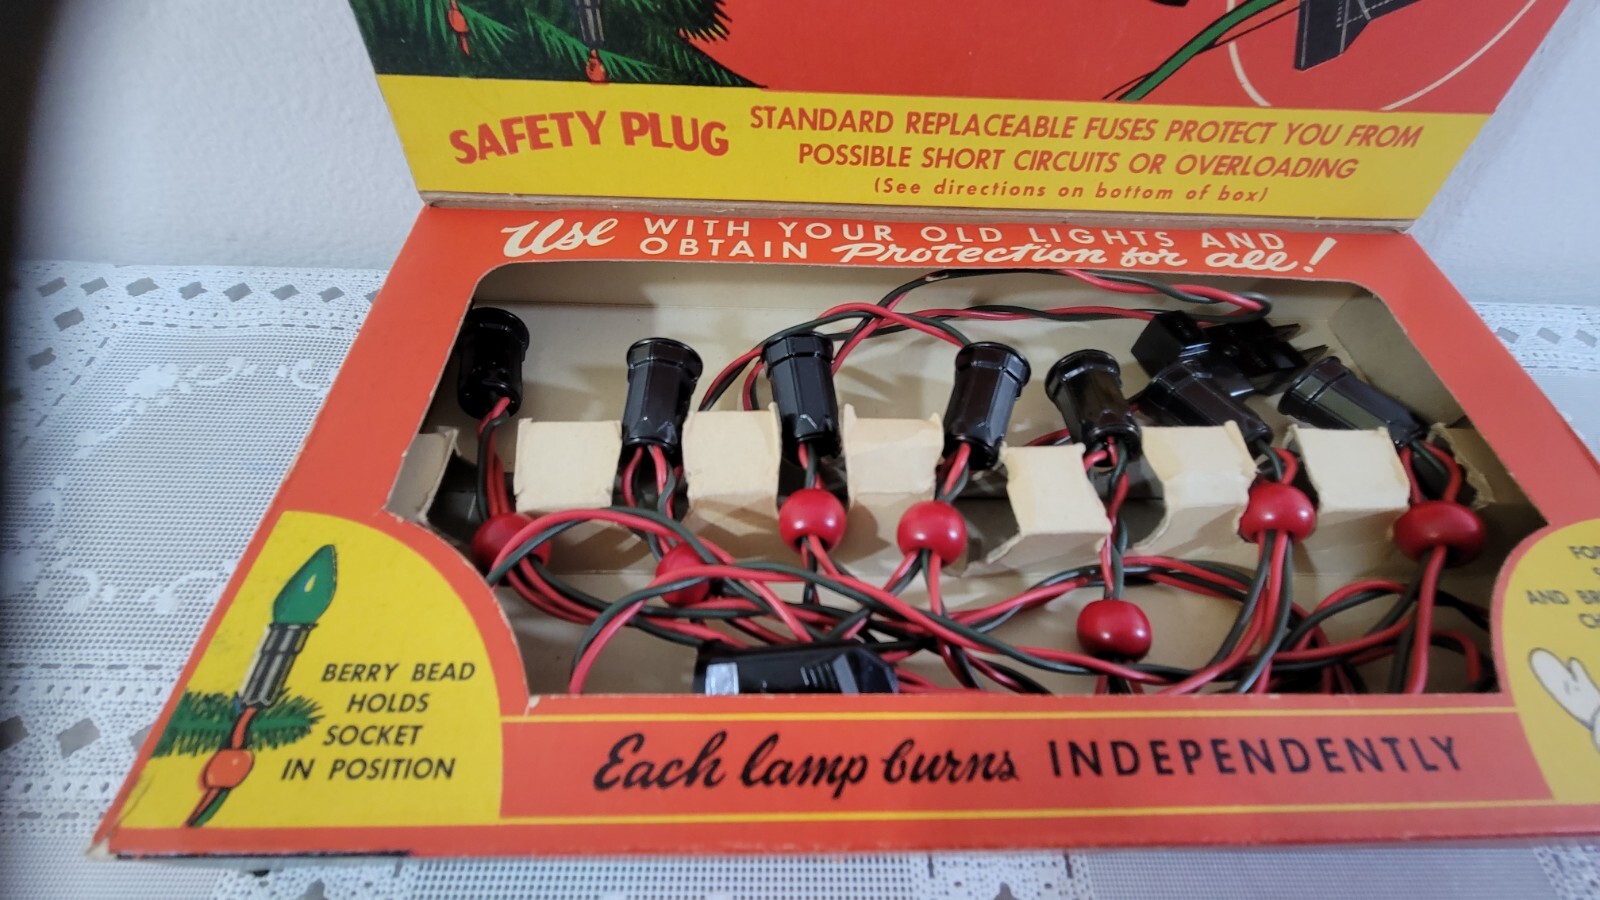 SAFETY PLUG
STANDARD REPLACEABLE FUSES PROTECT YOU FROM
POSSIBLE SHORT CIRCUITS OR OVERLOADING
(See directions on bottom of box)
Use WITH YOUR OLD LIGHTS AND
OBTAIN Protection for all!
BERRY BEAD
HOLDS
SOCKET
IN POSITION
Each lamp burns INDEPENDENTLY
AND